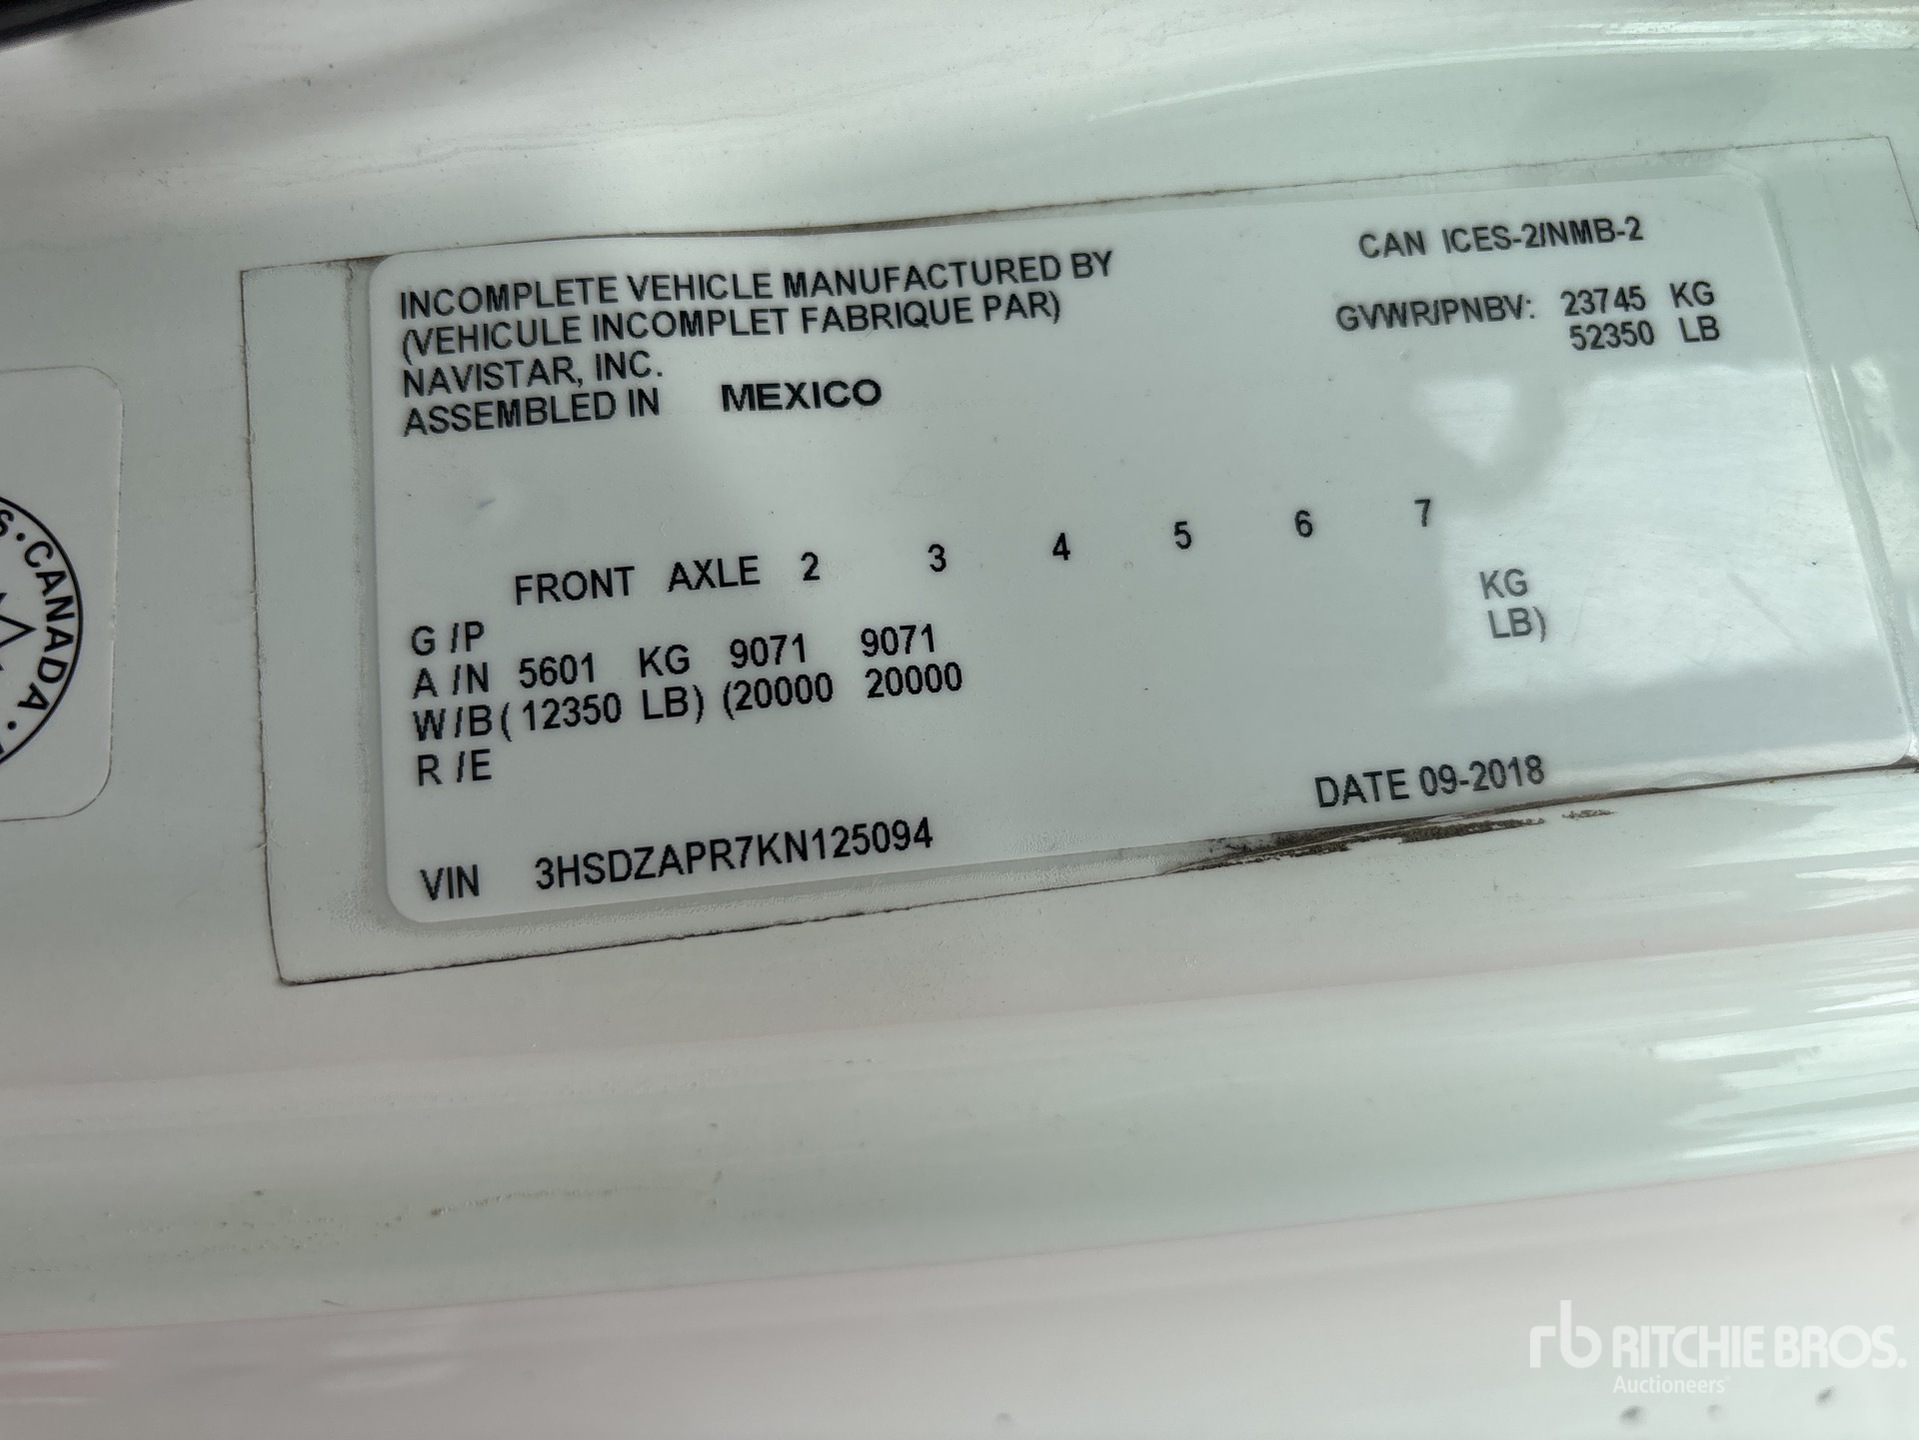 INCOMPLETE VEHICLE MANUFACTURED BY
(VEHICULE INCOMPLET FABRIQUE PAR)
NAVISTAR, INC.
ASSEMBLED IN MEXICO
CAN ICES-2/NMB-2
GVWR/PNBV: 23745 KG
52350 LB
FRONT AXLE 2 3 4 5 6 7
G /P
A /N 5601 KG 9071 9071 KG
W/B ( 12350 LB) (20000 20000 LB)
R /E
VIN 3HSDZAPR7KN125094
DATE 09-2018
S • CANADA •
rb RITCHIE BROS.
Auctioneers